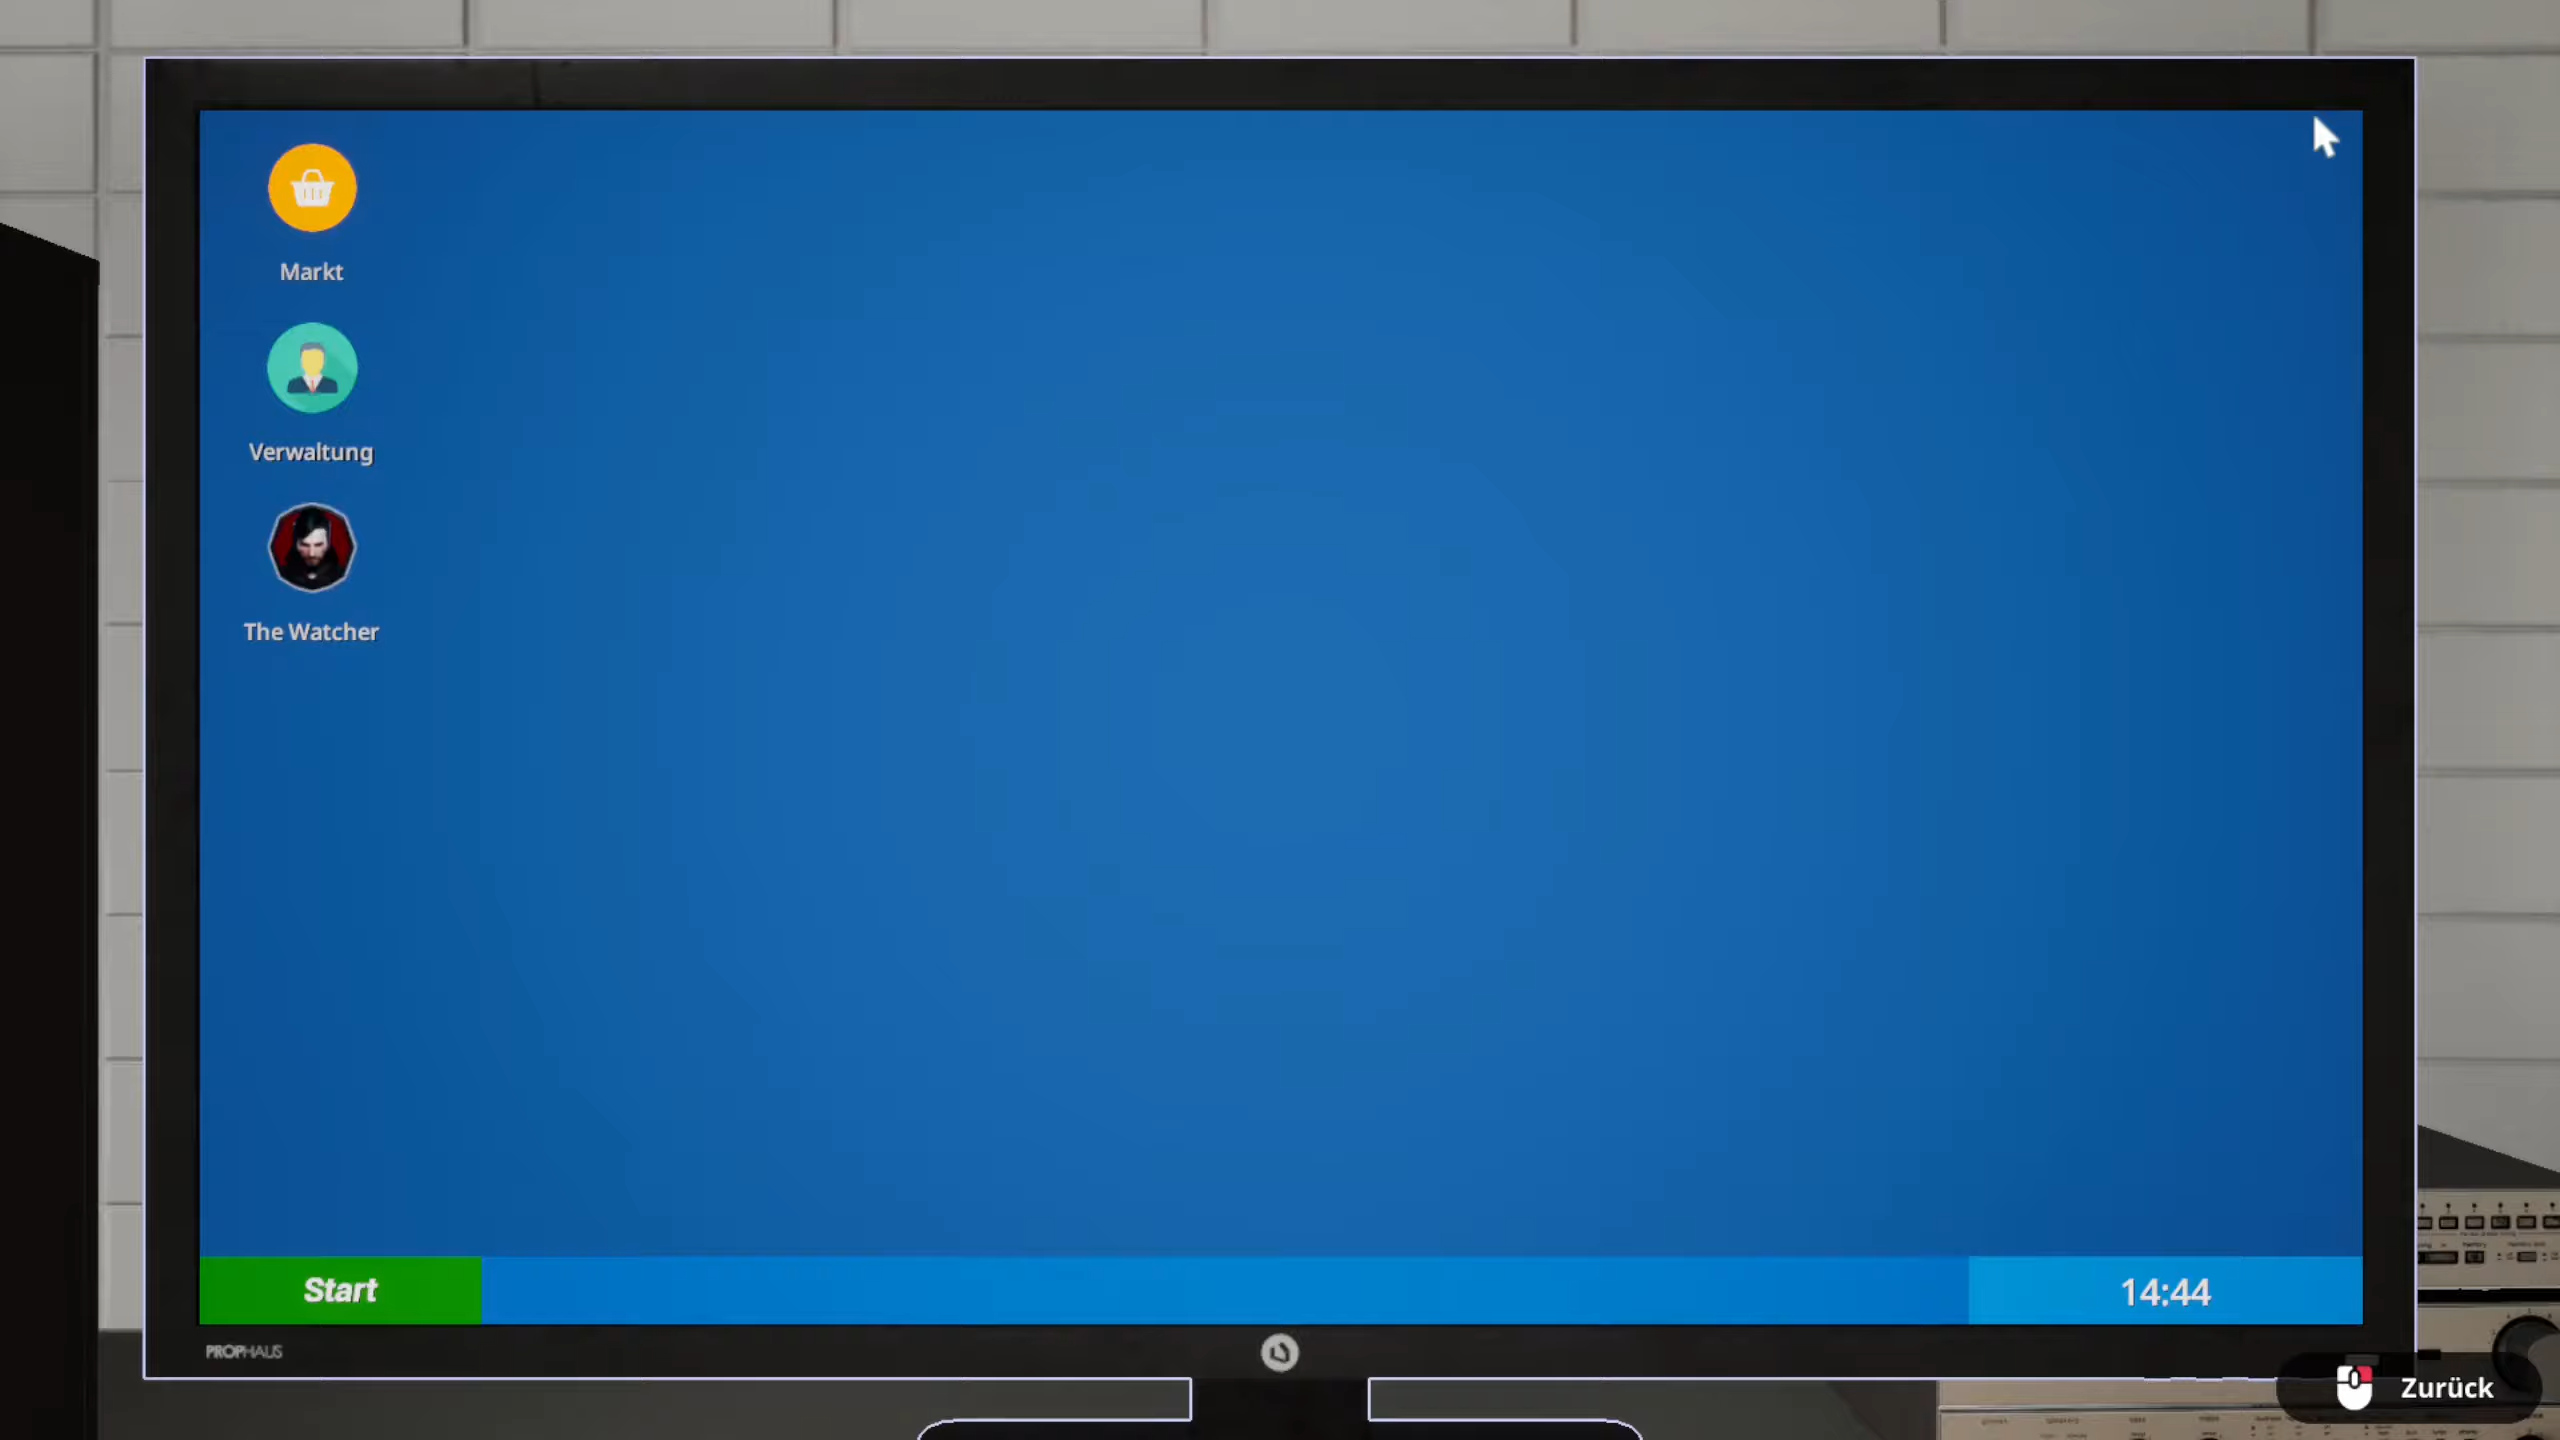 Markt
Verwaltung
The Watcher
Start
14:44
PROPHAUS
Zurück